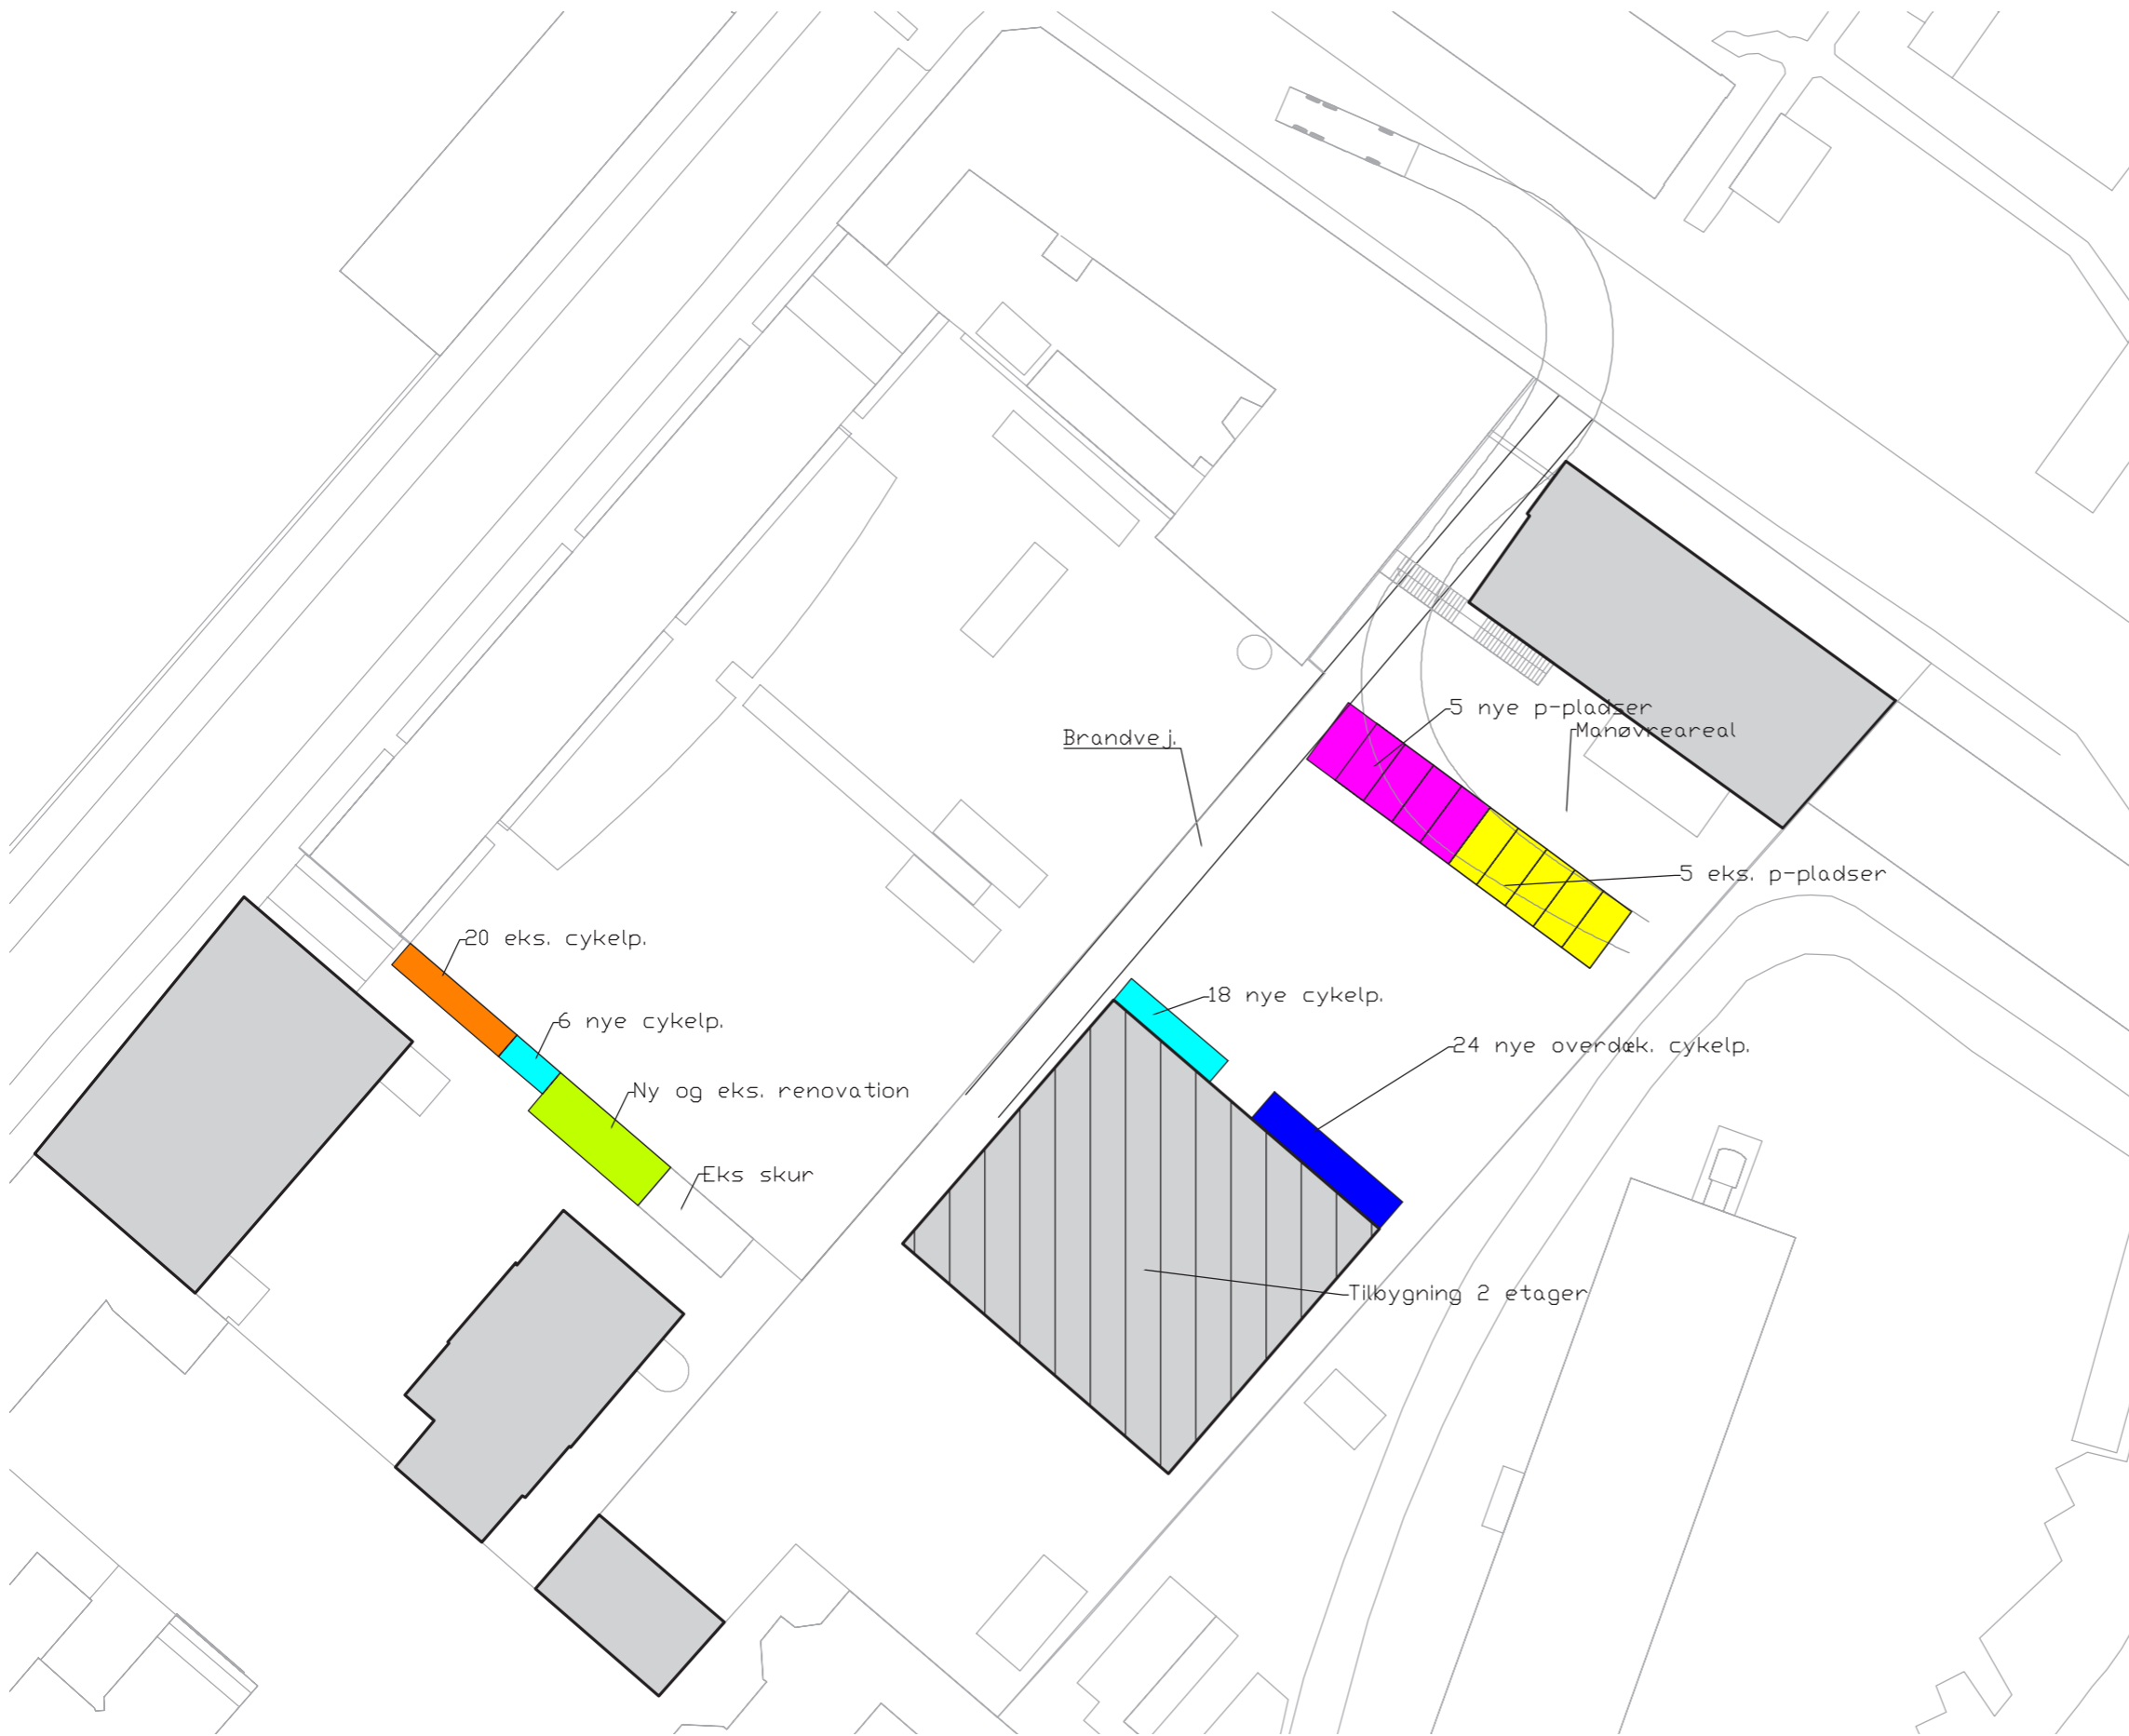 5 nye p-pladser
Manøvreareal
Brandvej.
5 eks. p-pladser
20 eks. cykelp.
18 nye cykelp.
6 nye cykelp.
24 nye overdæk. cykelp.
Ny og eks. renovation
Eks skur
Tilbygning 2 etager